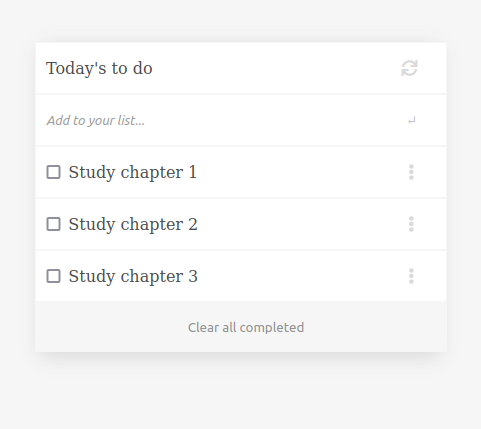 Today's to do
Add to your list...
Study chapter 1
Study chapter 2
Study chapter 3
Clear all completed